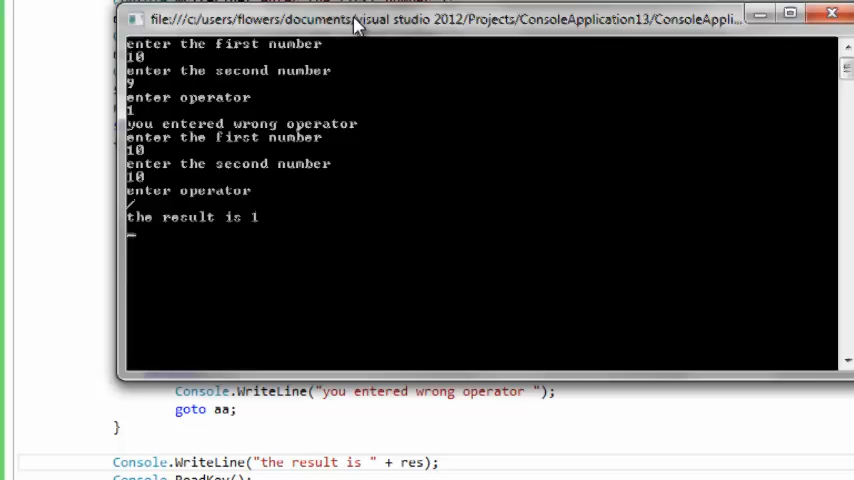 file:///c:/users/flowers/documents/visual studio 2012/Projects/ConsoleApplication13/ConsoleAppli...
enter the first number
10
enter the second number
9
enter operator
1
you entered wrong operator
enter the first number
10
enter the second number
10
enter operator
/
the result is 1
Console.WriteLine("you entered wrong operator ");
goto aa;
}
Console.WriteLine("the result is " + res);
Console.ReadKey();